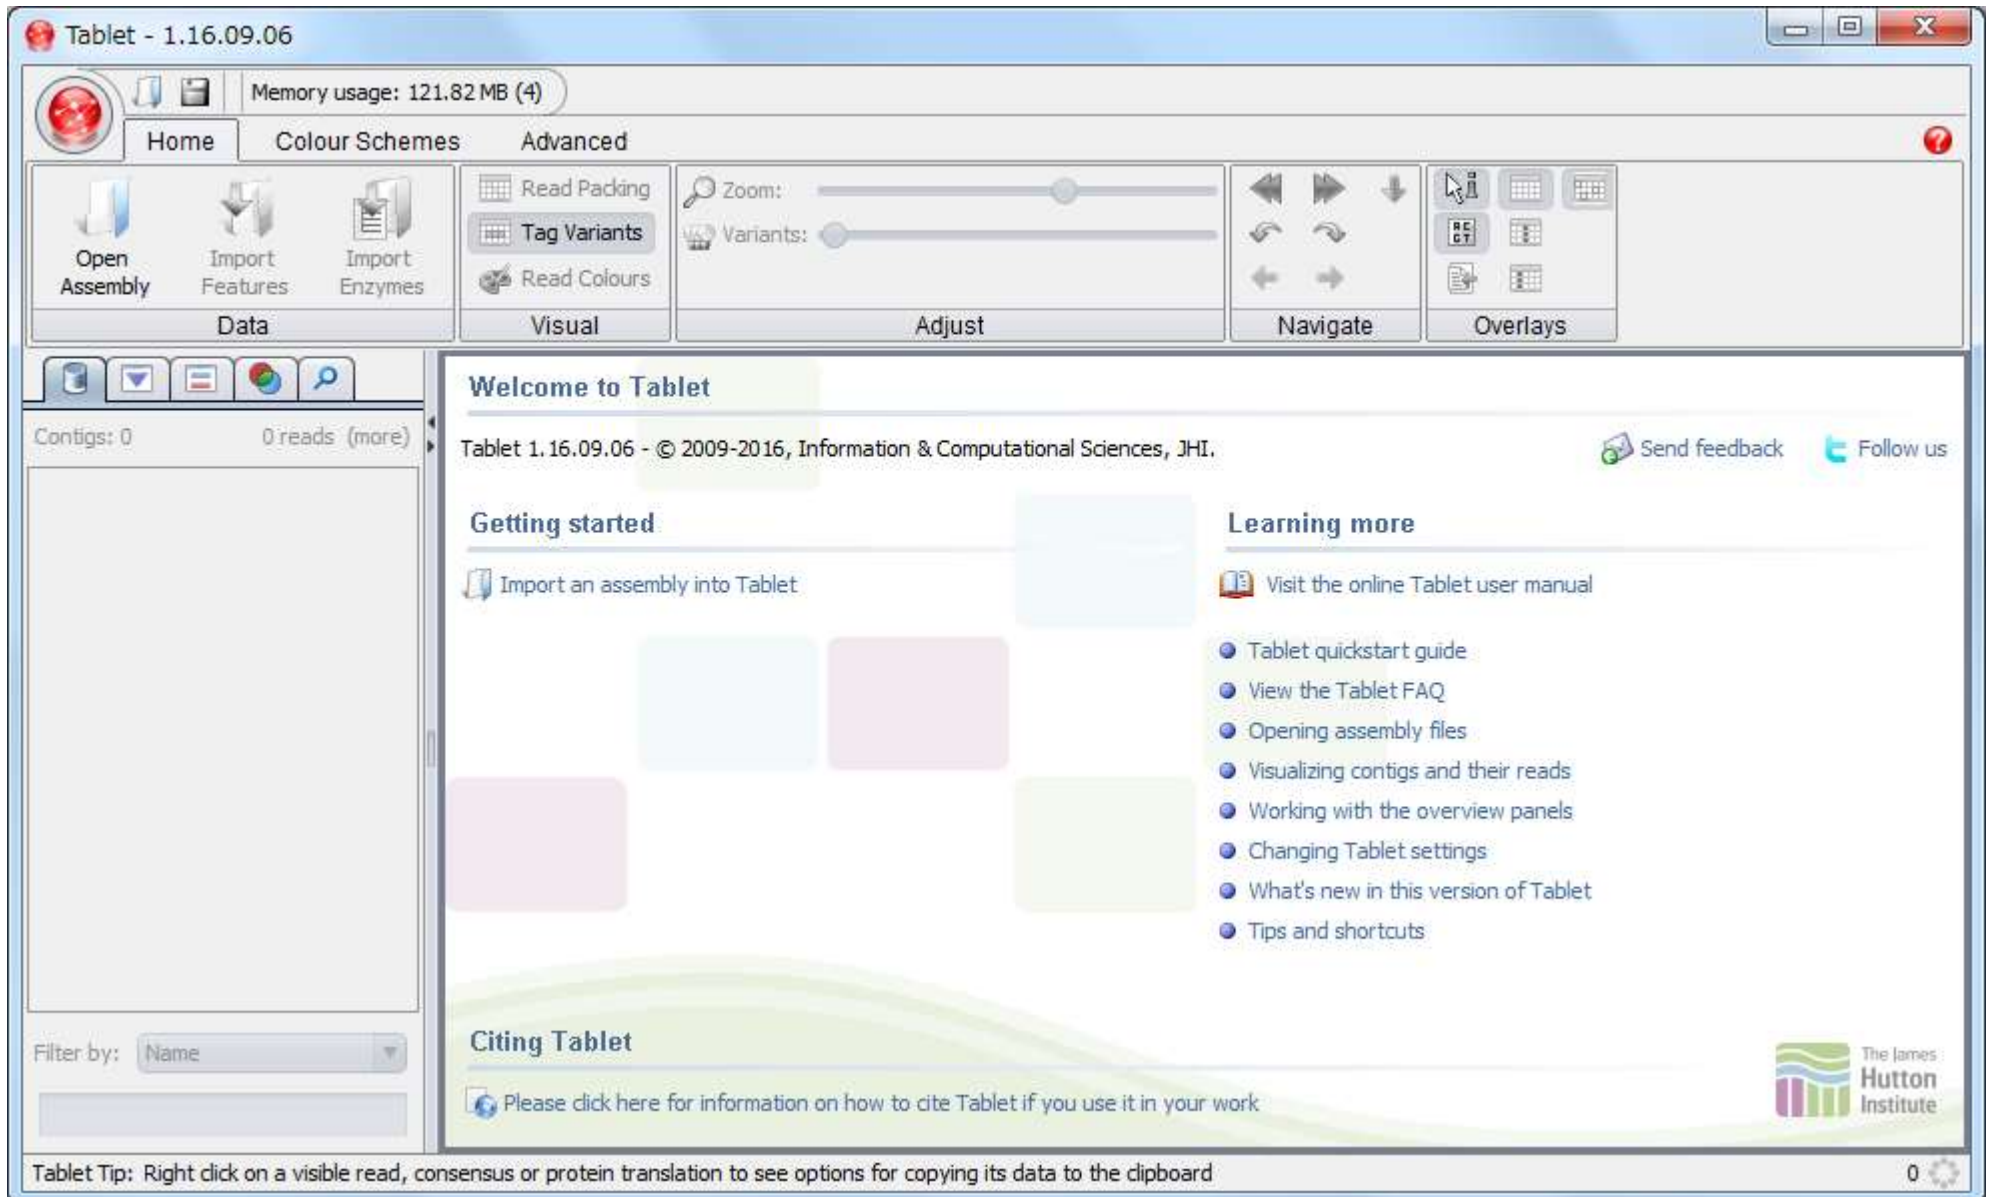 Tablet - 1.16.09.06
Memory usage: 121.82 MB (4)
Home Colour Schemes Advanced
Open Assembly
Import Features
Import Enzymes
Data
Read Packing
Tag Variants
Read Colours
Visual
Zoom:
Variants:
Adjust
Navigate
Overlays
Contigs: 0 0 reads (more)
Filter by: Name
Welcome to Tablet
Tablet 1.16.09.06 - © 2009-2016, Information & Computational Sciences, JHI.
Send feedback
Follow us
Getting started
Import an assembly into Tablet
Learning more
Visit the online Tablet user manual
Tablet quickstart guide
View the Tablet FAQ
Opening assembly files
Visualizing contigs and their reads
Working with the overview panels
Changing Tablet settings
What's new in this version of Tablet
Tips and shortcuts
Citing Tablet
Please click here for information on how to cite Tablet if you use it in your work
The James
Hutton
Institute
Tablet Tip: Right click on a visible read, consensus or protein translation to see options for copying its data to the clipboard
0